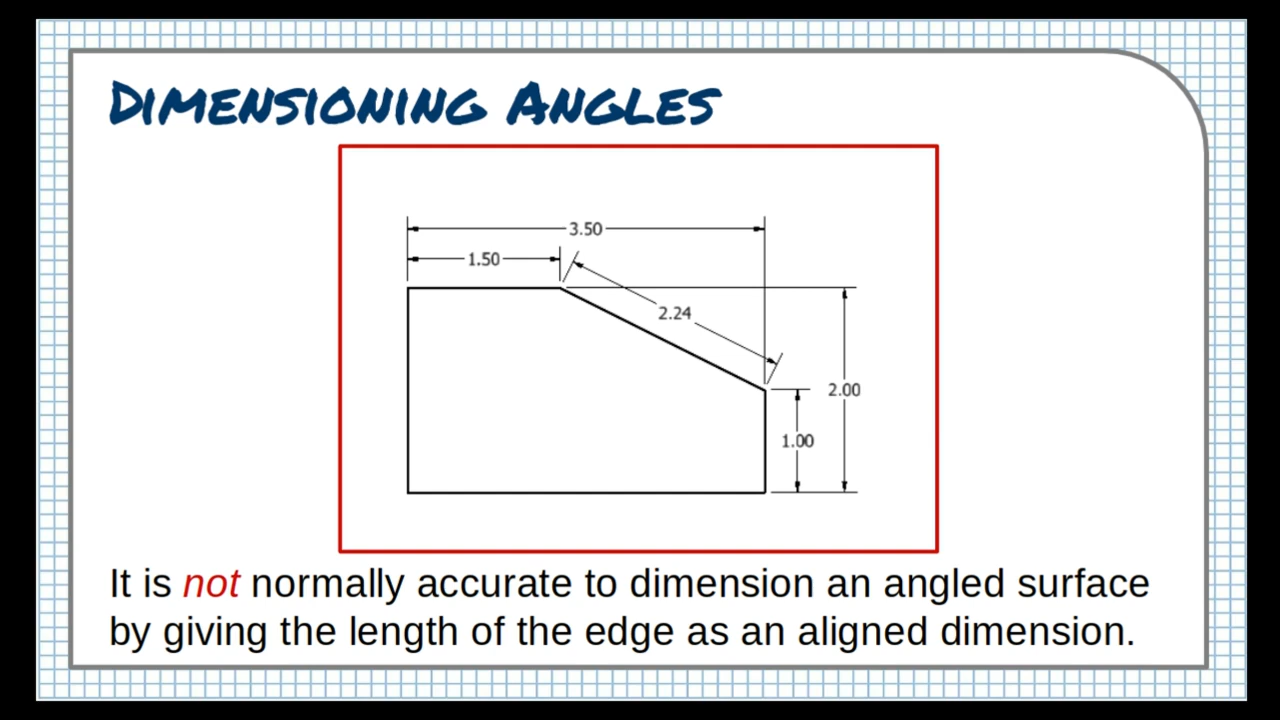 DIMENSIONING ANGLES
3.50
1.50
2.24
2.00
1.00
It is not normally accurate to dimension an angled surface
by giving the length of the edge as an aligned dimension.